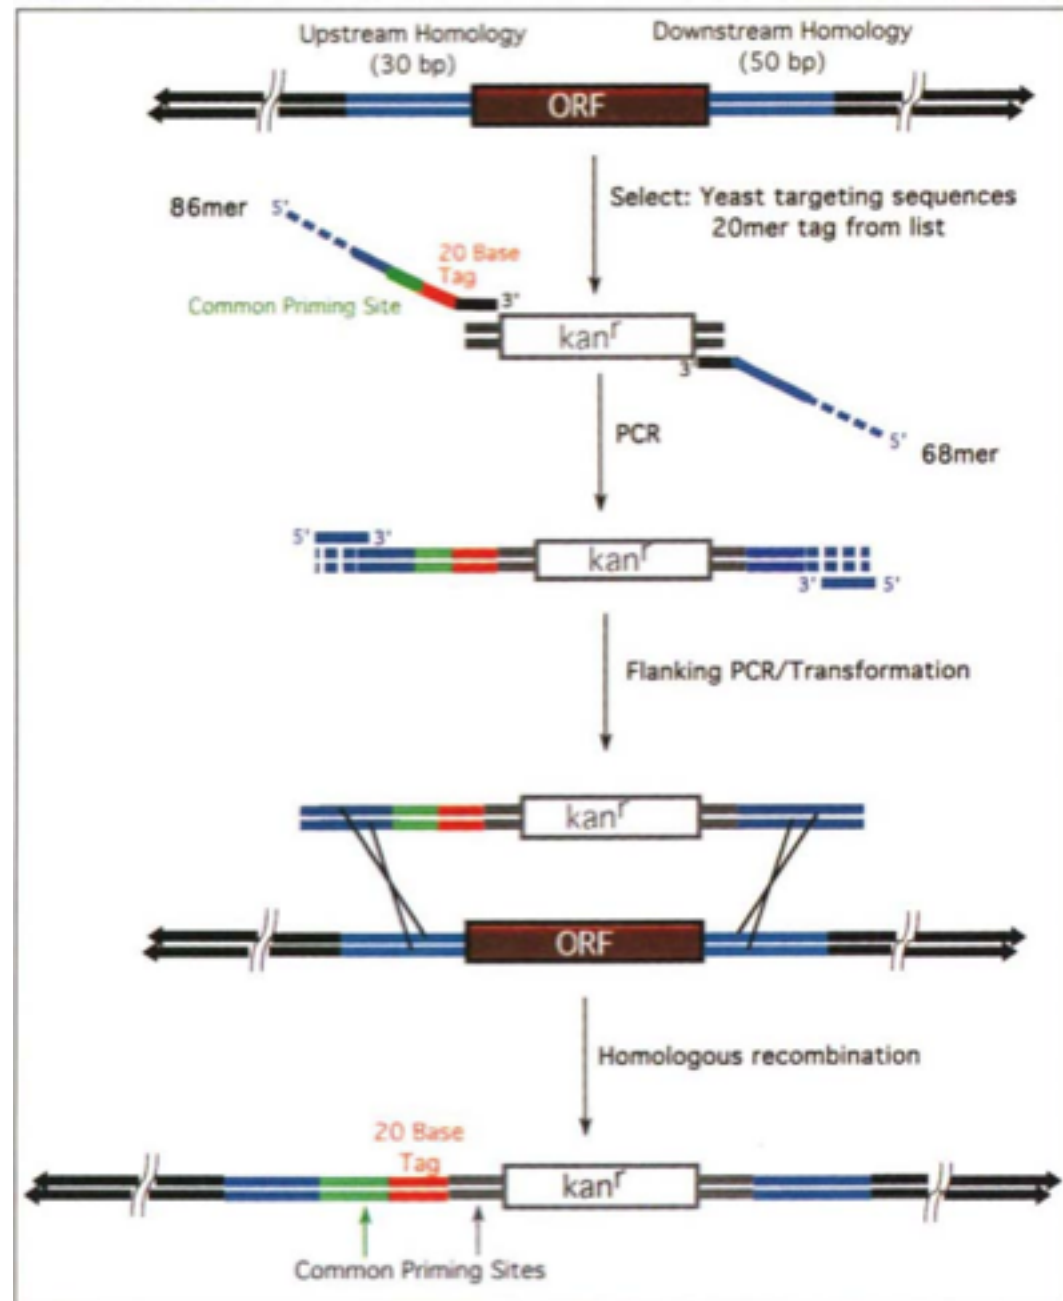 Upstream Homology
(30 bp)
Downstream Homology
(50 bp)
ORF
Select: Yeast targeting sequences
20mer tag from list
86mer
5'
20 Base
Tag
Common Priming Site
3'
kanʳ
3'
5'
68mer
PCR
5'
3'
kanʳ
3'
5'
Flanking PCR/Transformation
kanʳ
ORF
Homologous recombination
20 Base
Tag
kanʳ
Common Priming Sites